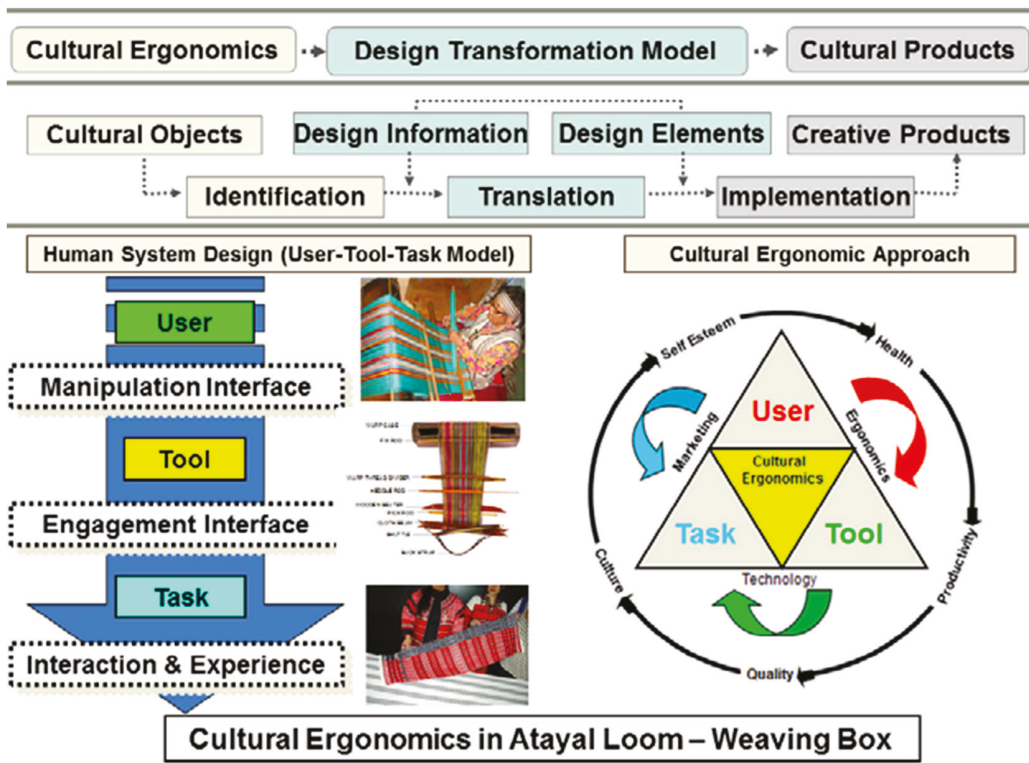 Cultural Ergonomics
Design Transformation Model
Cultural Products
Cultural Objects
Design Information
Design Elements
Creative Products
Identification
Translation
Implementation
Human System Design (User-Tool-Task Model)
Cultural Ergonomic Approach
User
Manipulation Interface
Tool
Engagement Interface
Task
Interaction & Experience
Self Esteem
Health
Marketing
Ergonomics
User
Cultural
Ergonomics
Task
Tool
Technology
Culture
Productivity
Quality
Cultural Ergonomics in Atayal Loom – Weaving Box